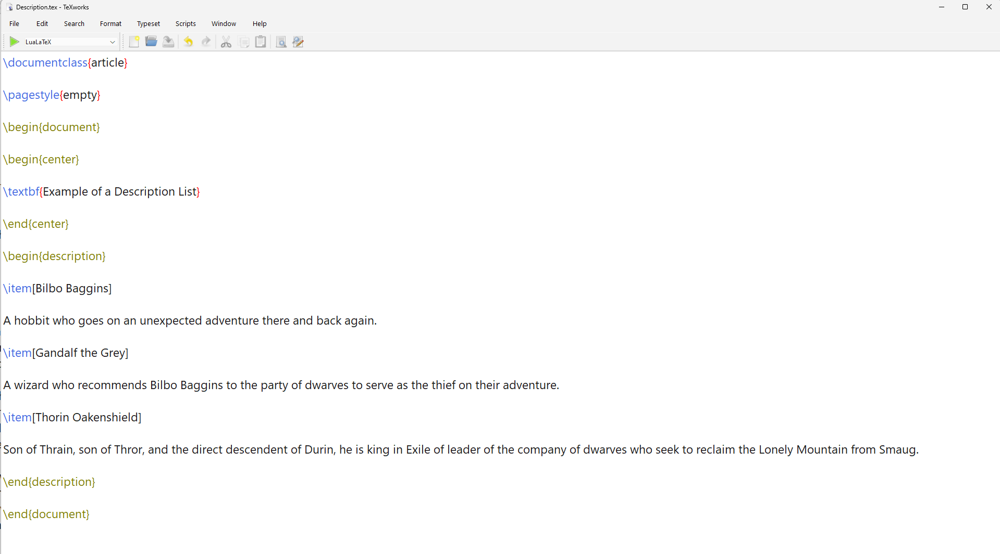 Description.tex - TeXworks
File Edit Search Format Typeset Scripts Window Help
LuaLaTeX
\documentclass{article}
\pagestyle{empty}
\begin{document}
\begin{center}
\textbf{Example of a Description List}
\end{center}
\begin{description}
\item[Bilbo Baggins]
A hobbit who goes on an unexpected adventure there and back again.
\item[Gandalf the Grey]
A wizard who recommends Bilbo Baggins to the party of dwarves to serve as the thief on their adventure.
\item[Thorin Oakenshield]
Son of Thrain, son of Thror, and the direct descendent of Durin, he is king in Exile of leader of the company of dwarves who seek to reclaim the Lonely Mountain from Smaug.
\end{description}
\end{document}